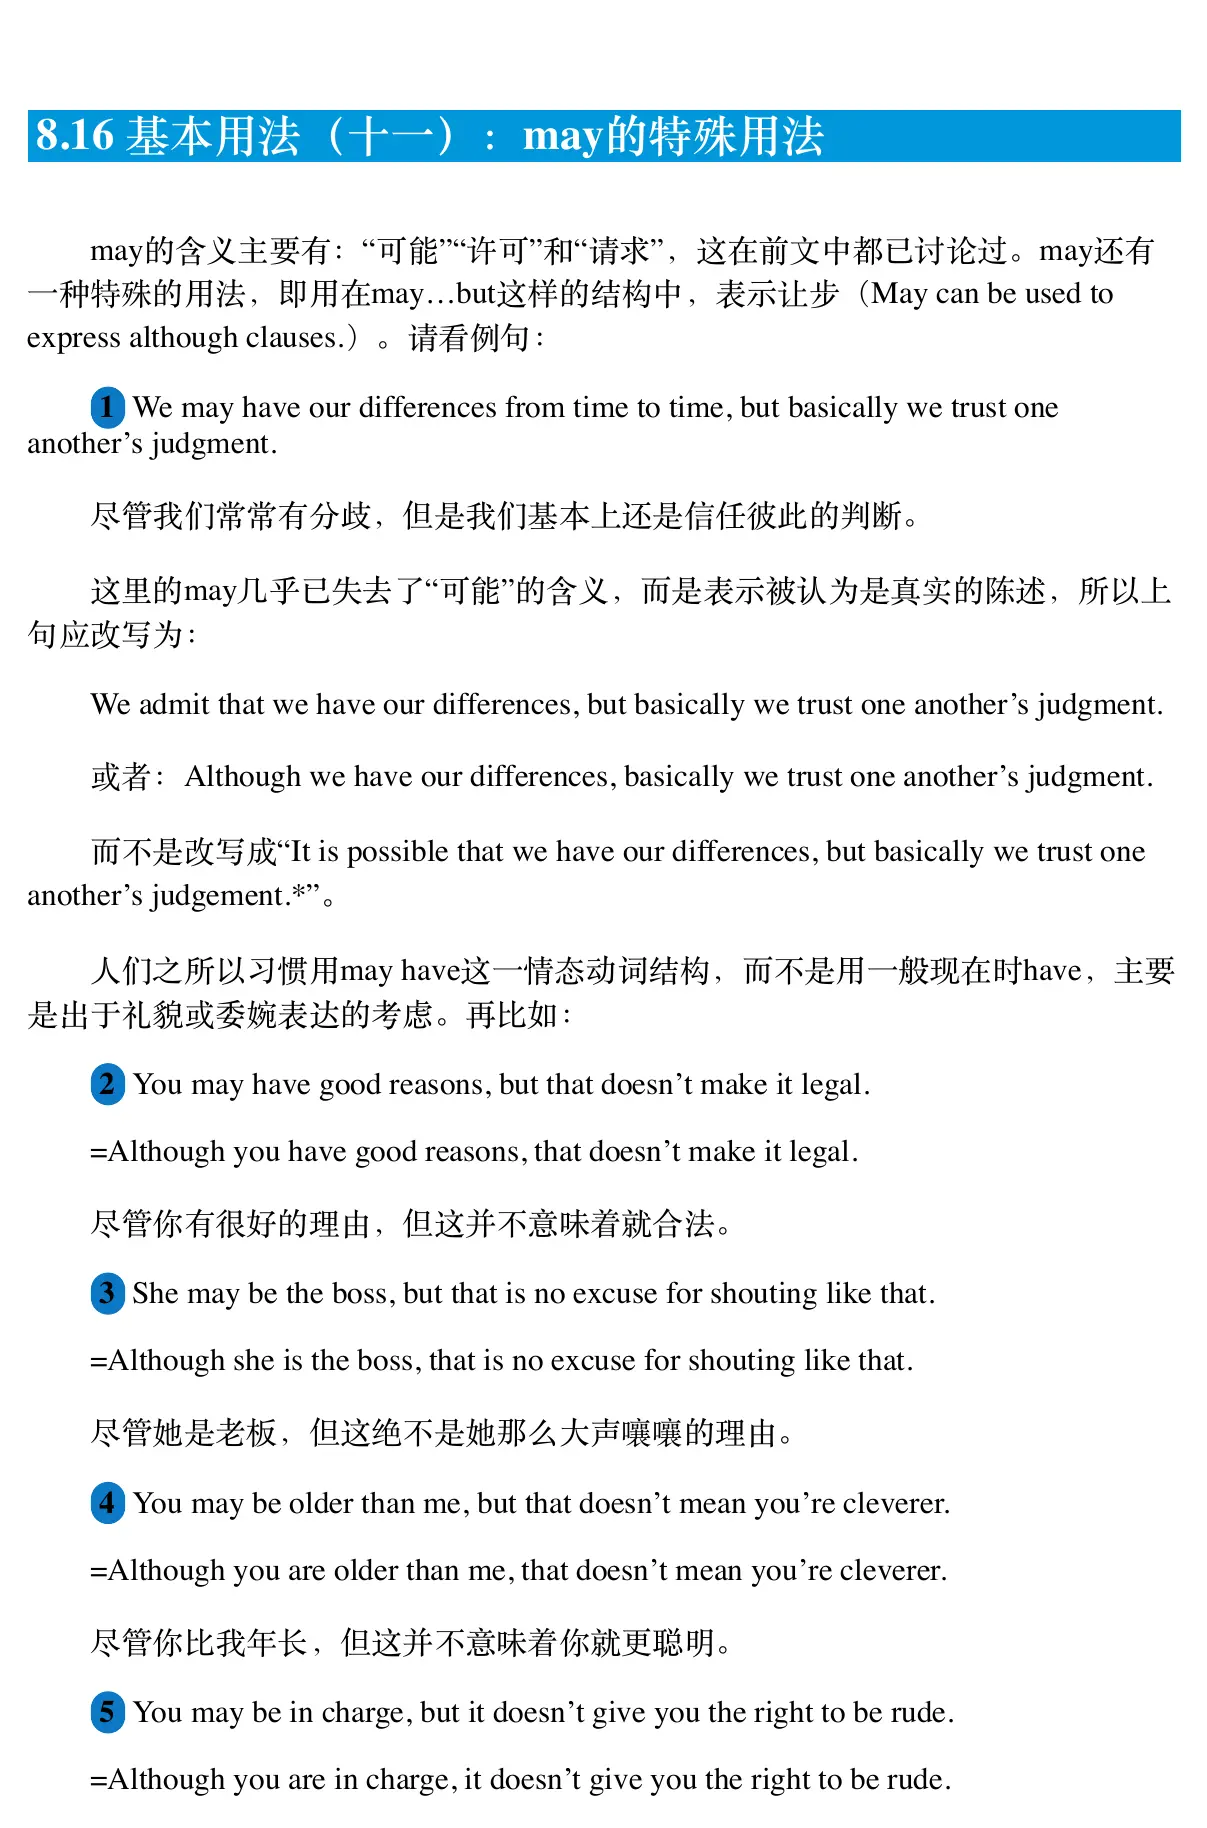 8.16 基本用法（十一）：may的特殊用法
may的含义主要有：“可能”“许可”和“请求”，这在前文中都已讨论过。may还有
一种特殊的用法，即用在may…but这样的结构中，表示让步（May can be used to
express although clauses.）。请看例句：
1 We may have our differences from time to time, but basically we trust one
another’s judgment.
尽管我们常常有分歧，但是我们基本上还是信任彼此的判断。
这里的may几乎已失去了“可能”的含义，而是表示被认为是真实的陈述，所以上
句应改写为：
We admit that we have our differences, but basically we trust one another’s judgment.
或者：Although we have our differences, basically we trust one another’s judgment.
而不是改写成“It is possible that we have our differences, but basically we trust one
another’s judgement.*”。
人们之所以习惯用may have这一情态动词结构，而不是用一般现在时have，主要
是出于礼貌或委婉表达的考虑。再比如：
2 You may have good reasons, but that doesn’t make it legal.
=Although you have good reasons, that doesn’t make it legal.
尽管你有很好的理由，但这并不意味着就合法。
3 She may be the boss, but that is no excuse for shouting like that.
=Although she is the boss, that is no excuse for shouting like that.
尽管她是老板，但这绝不是她那么大声嚷嚷的理由。
4 You may be older than me, but that doesn’t mean you’re cleverer.
=Although you are older than me, that doesn’t mean you’re cleverer.
尽管你比我年长，但这并不意味着你就更聪明。
5 You may be in charge, but it doesn’t give you the right to be rude.
=Although you are in charge, it doesn’t give you the right to be rude.